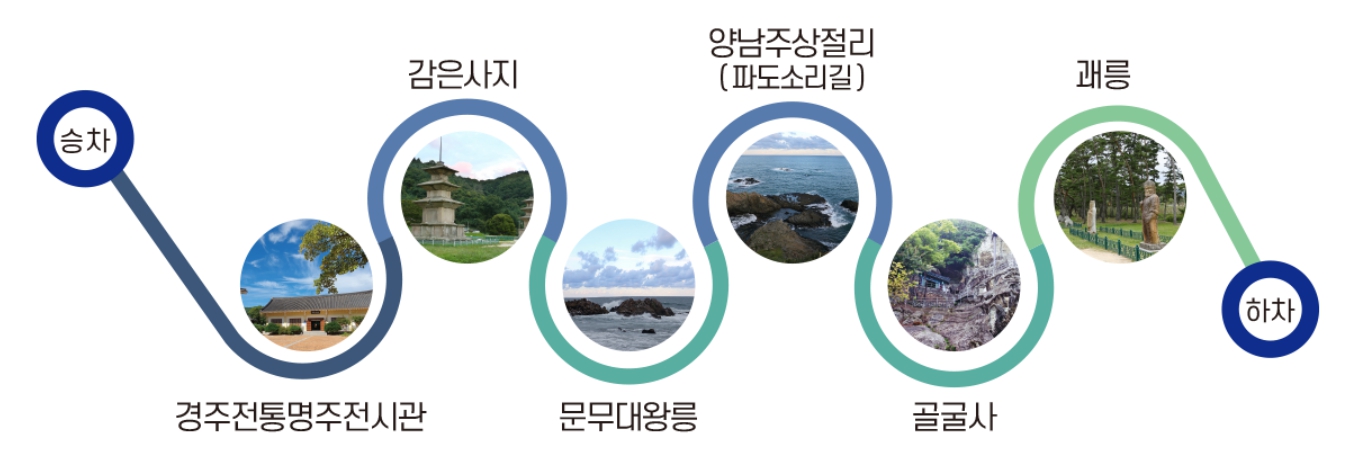 승차
경주전통명주전시관
감은사지
문무대왕릉
양남주상절리
(파도소리길)
골굴사
괘릉
하차